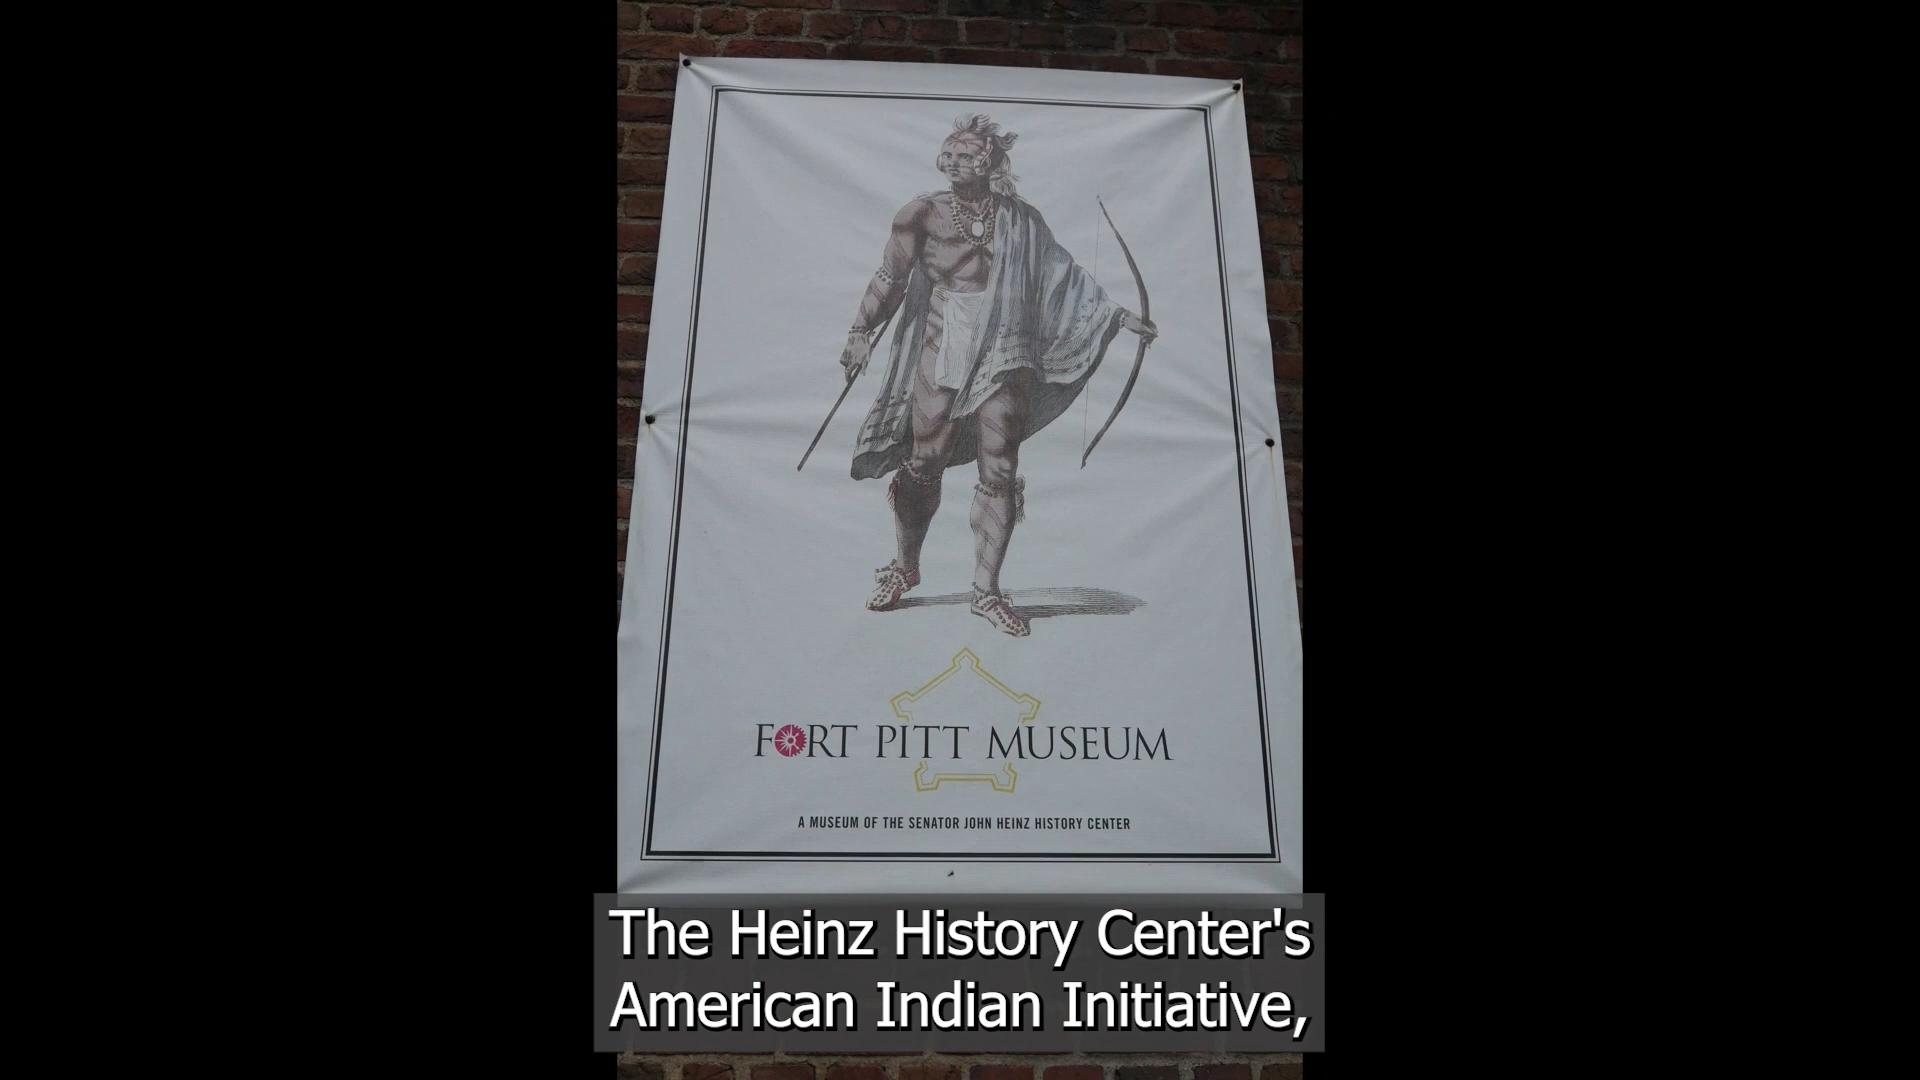 FORT PITT MUSEUM
A MUSEUM OF THE SENATOR JOHN HEINZ HISTORY CENTER
The Heinz History Center's
American Indian Initiative,